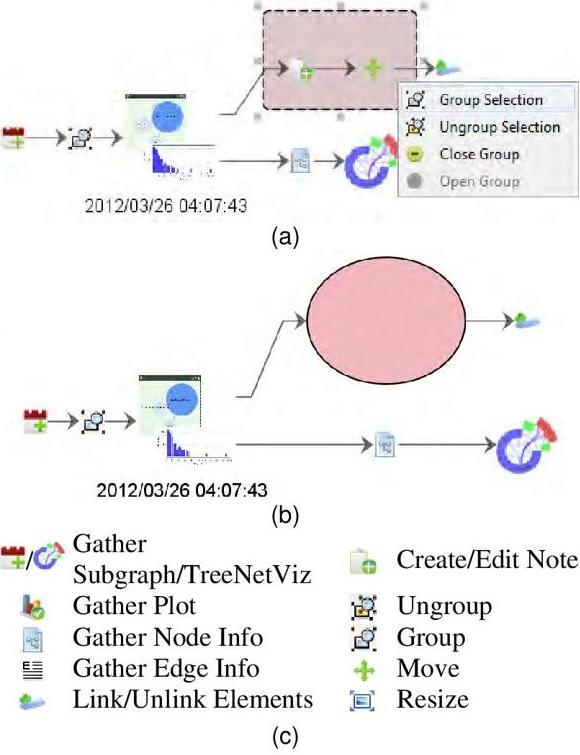 Group Selection
Ungroup Selection
Close Group
Open Group
2012/03/26 04:07:43
(a)
2012/03/26 04:07:43
(b)
Gather
Subgraph/TreeNetViz
Gather Plot
Gather Node Info
Gather Edge Info
Link/Unlink Elements
Create/Edit Note
Ungroup
Group
Move
Resize
(c)